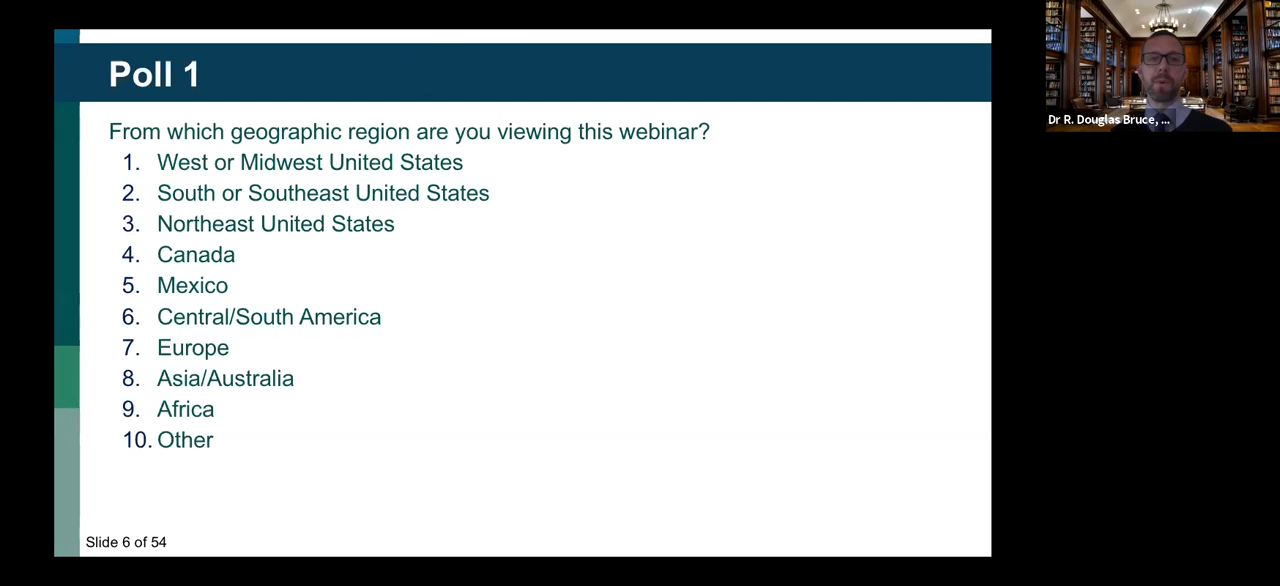 Poll 1
From which geographic region are you viewing this webinar?
1. West or Midwest United States
2. South or Southeast United States
3. Northeast United States
4. Canada
5. Mexico
6. Central/South America
7. Europe
8. Asia/Australia
9. Africa
10. Other
Slide 6 of 54
Dr R. Douglas Bruce, ...